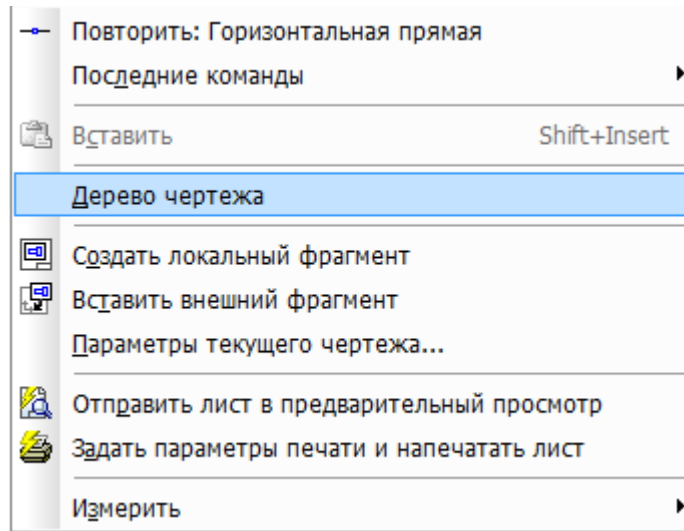 Повторить: Горизонтальная прямая
Последние команды
Вставить Shift+Insert
Дерево чертежа
Создать локальный фрагмент
Вставить внешний фрагмент
Параметры текущего чертежа...
Отправить лист в предварительный просмотр
Задать параметры печати и напечатать лист
Измерить